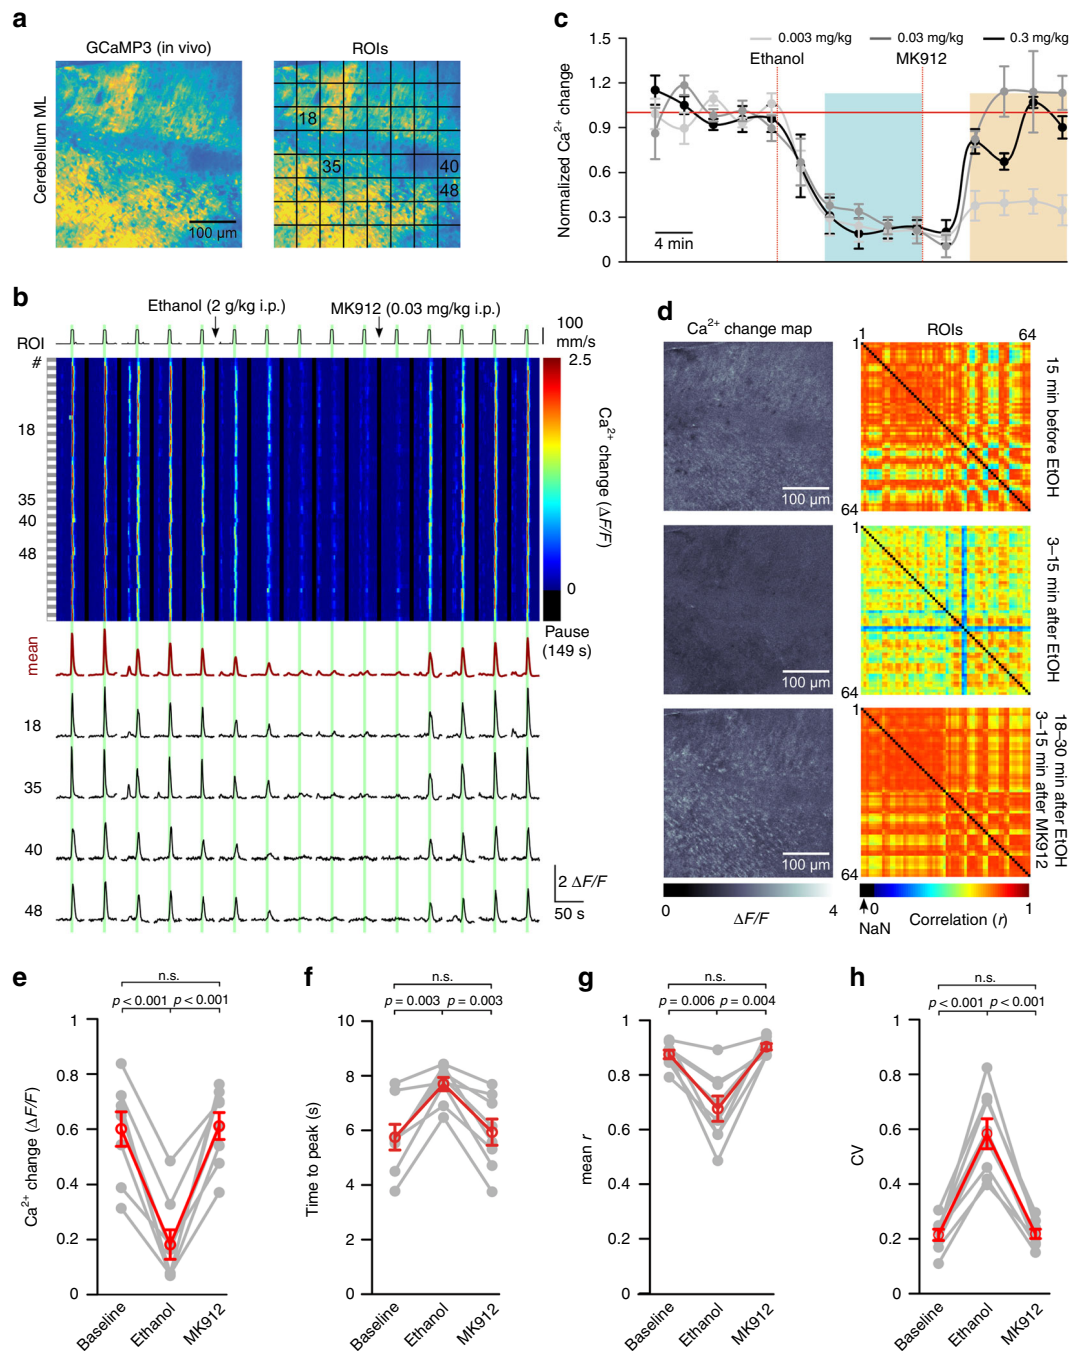 a
GCaMP3 (in vivo)
ROIs
Cerebellum ML
18
35
40
48
100 µm
b
Ethanol (2 g/kg i.p.)
MK912 (0.03 mg/kg i.p.)
100
mm/s
ROI
#
18
35
40
48
2.5
0
Ca2+ change (ΔF/F)
Pause
(149 s)
mean
18
35
40
48
2 ΔF/F
50 s
c
0.003 mg/kg
0.03 mg/kg
0.3 mg/kg
Ethanol
MK912
Normalized Ca2+ change
1.5
1.2
0.9
0.6
0.3
0
4 min
d
Ca2+ change map
ROIs
1
64
1
64
100 µm
15 min before EtOH
1
64
100 µm
3–15 min after EtOH
1
64
100 µm
18–30 min after EtOH
3–15 min after MK912
0
4
ΔF/F
0
1
NaN
Correlation (r)
e
n.s.
p < 0.001
p < 0.001
Ca2+ change (ΔF/F)
1
0.8
0.6
0.4
0.2
0
Baseline
Ethanol
MK912
f
n.s.
p = 0.003
p = 0.003
Time to peak (s)
10
8
6
4
2
0
Baseline
Ethanol
MK912
g
n.s.
p = 0.006
p = 0.004
mean r
1
0.8
0.6
0.4
0.2
0
Baseline
Ethanol
MK912
h
n.s.
p < 0.001
p < 0.001
CV
1
0.8
0.6
0.4
0.2
0
Baseline
Ethanol
MK912